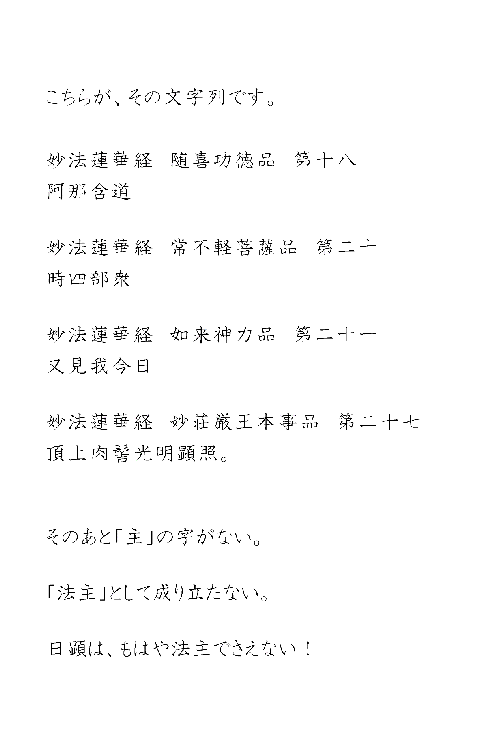 こちらが、その文字列です。
妙法蓮華経　随喜功徳品　第十八
阿那含道
妙法蓮華経　常不軽菩薩品　第二十
時四部衆
妙法蓮華経　如来神力品　第二十一
又見我今日
妙法蓮華経　妙荘厳王本事品　第二十七
頂上肉髻光明顕照。
そのあと「主」の字がない。
「法主」として成り立たない。
日顕は、もはや法主でさえない！